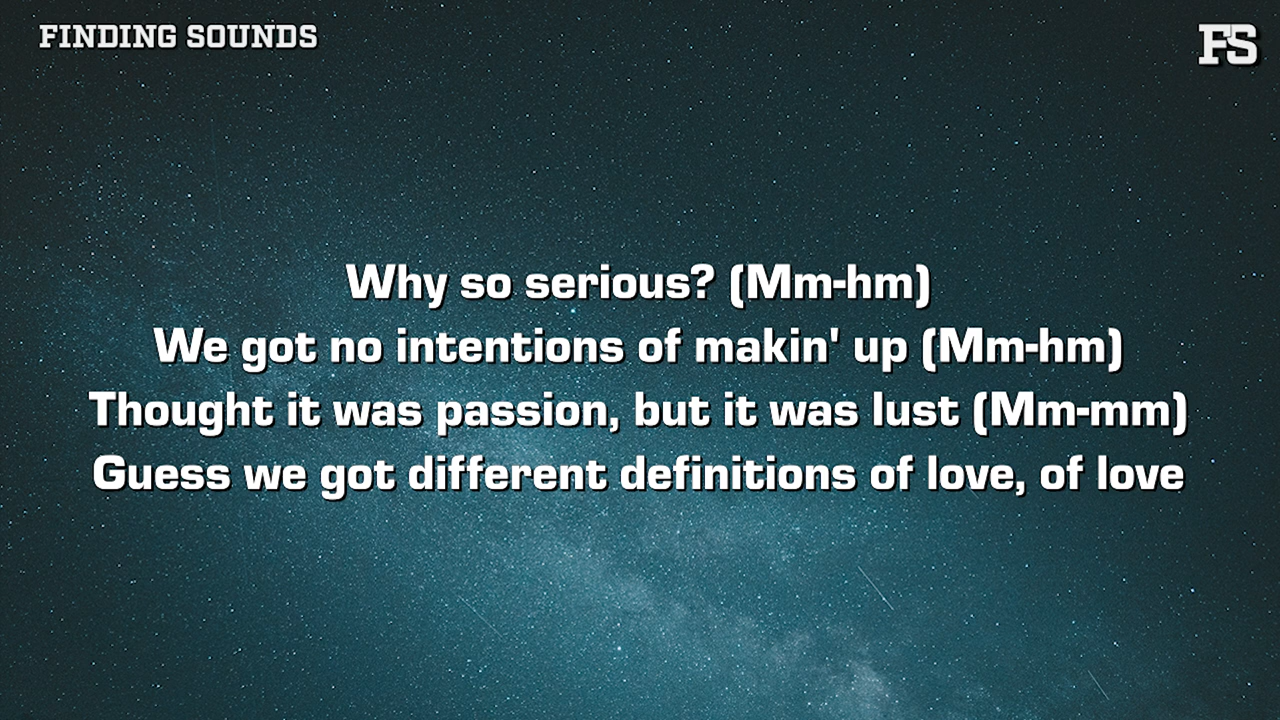 FINDING SOUNDS
FS
Why so serious? (Mm-hm)
We got no intentions of makin' up (Mm-hm)
Thought it was passion, but it was lust (Mm-mm)
Guess we got different definitions of love, of love